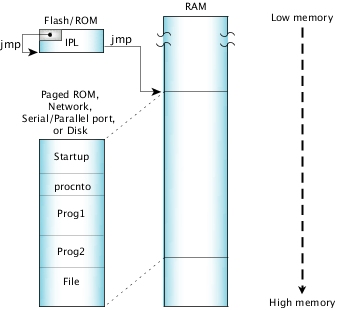 RAM
Flash/ROM
Low memory
jmp
IPL
jmp
Paged ROM,
Network,
Serial/Parallel port,
or Disk
Startup
procnto
Prog1
Prog2
File
High memory